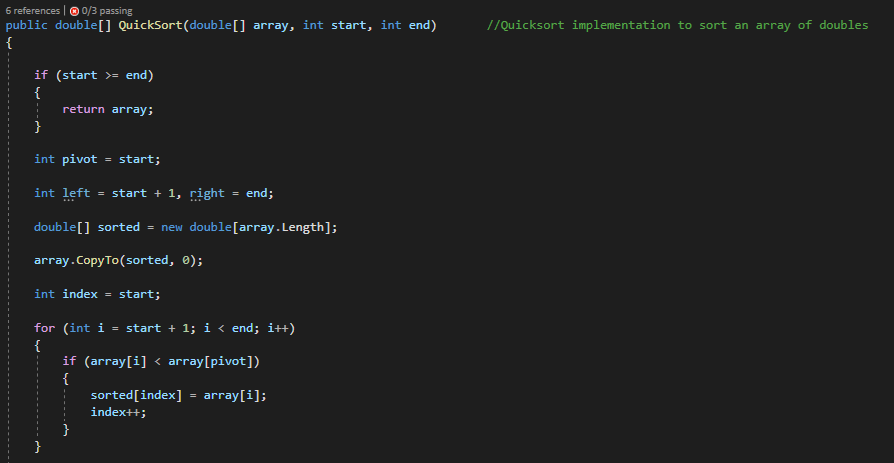 6 references | 0/3 passing
public double[] QuickSort(double[] array, int start, int end) //Quicksort implementation to sort an array of doubles
{
if (start >= end)
{
return array;
}
int pivot = start;
int left = start + 1, right = end;
double[] sorted = new double[array.Length];
array.CopyTo(sorted, 0);
int index = start;
for (int i = start + 1; i < end; i++)
{
if (array[i] < array[pivot])
{
sorted[index] = array[i];
index++;
}
}